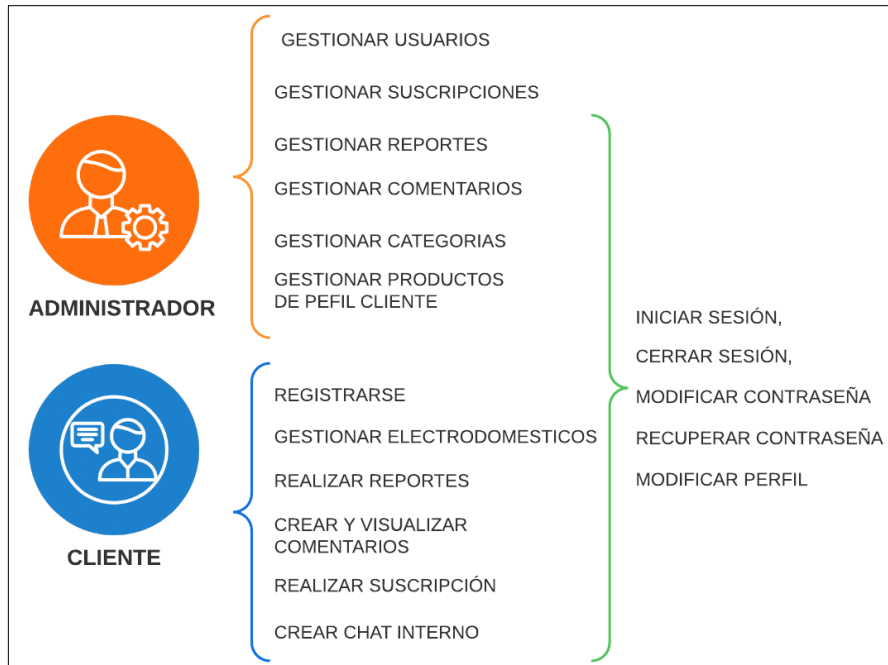 GESTIONAR USUARIOS
GESTIONAR SUSCRIPCIONES
GESTIONAR REPORTES
GESTIONAR COMENTARIOS
GESTIONAR CATEGORIAS
GESTIONAR PRODUCTOS
DE PEFIL CLIENTE
ADMINISTRADOR
REGISTRARSE
GESTIONAR ELECTRODOMESTICOS
REALIZAR REPORTES
CREAR Y VISUALIZAR
COMENTARIOS
REALIZAR SUSCRIPCIÓN
CREAR CHAT INTERNO
CLIENTE
INICIAR SESIÓN,
CERRAR SESIÓN,
MODIFICAR CONTRASEÑA
RECUPERAR CONTRASEÑA
MODIFICAR PERFIL